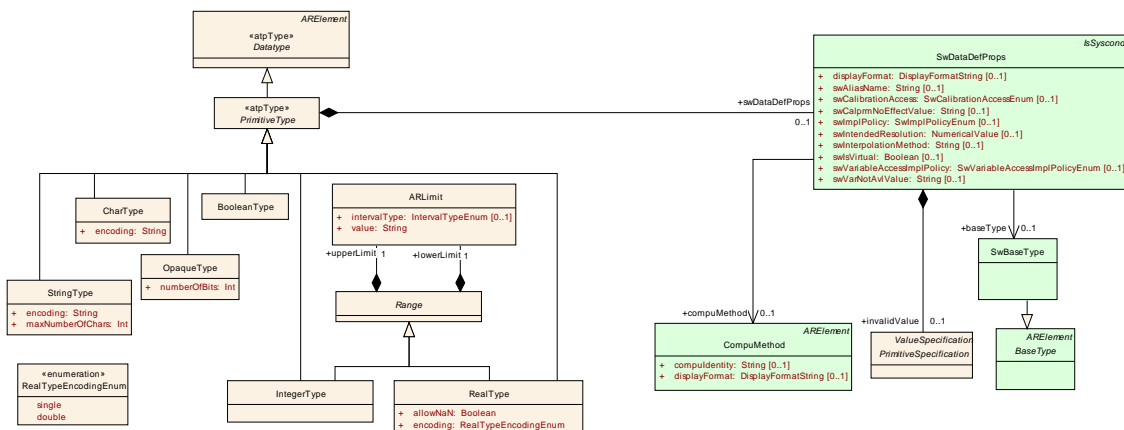 ARElement
«atpType»
Datatype
«atpType»
PrimitiveType
+swDataDefProps
0..1
IsSyscond
SwDataDefProps
+ displayFormat: DisplayFormatString [0..1]
+ swAliasName: String [0..1]
+ swCalibrationAccess: SwCalibrationAccessEnum [0..1]
+ swCalprmNoEffectValue: String [0..1]
+ swImplPolicy: SwImplPolicyEnum [0..1]
+ swIntendedResolution: NumericalValue [0..1]
+ swInterpolationMethod: String [0..1]
+ swIsVirtual: Boolean [0..1]
+ swVariableAccessImplPolicy: SwVariableAccessImplPolicyEnum [0..1]
+ swVarNotAvlValue: String [0..1]
CharType
+ encoding: String
BooleanType
ARLimit
+ intervalType: IntervalTypeEnum [0..1]
+ value: String
OpaqueType
+ numberOfBits: Int
+upperLimit 1
+lowerLimit 1
+baseType 0..1
SwBaseType
StringType
+ encoding: String
+ maxNumberOfChars: Int
Range
+compuMethod 0..1
+invalidValue 0..1
ARElement
CompuMethod
+ compuIdentity: String [0..1]
+ displayFormat: DisplayFormatString [0..1]
ValueSpecification
PrimitiveSpecification
ARElement
BaseType
«enumeration»
RealTypeEncodingEnum
single
double
IntegerType
RealType
+ allowNaN: Boolean
+ encoding: RealTypeEncodingEnum